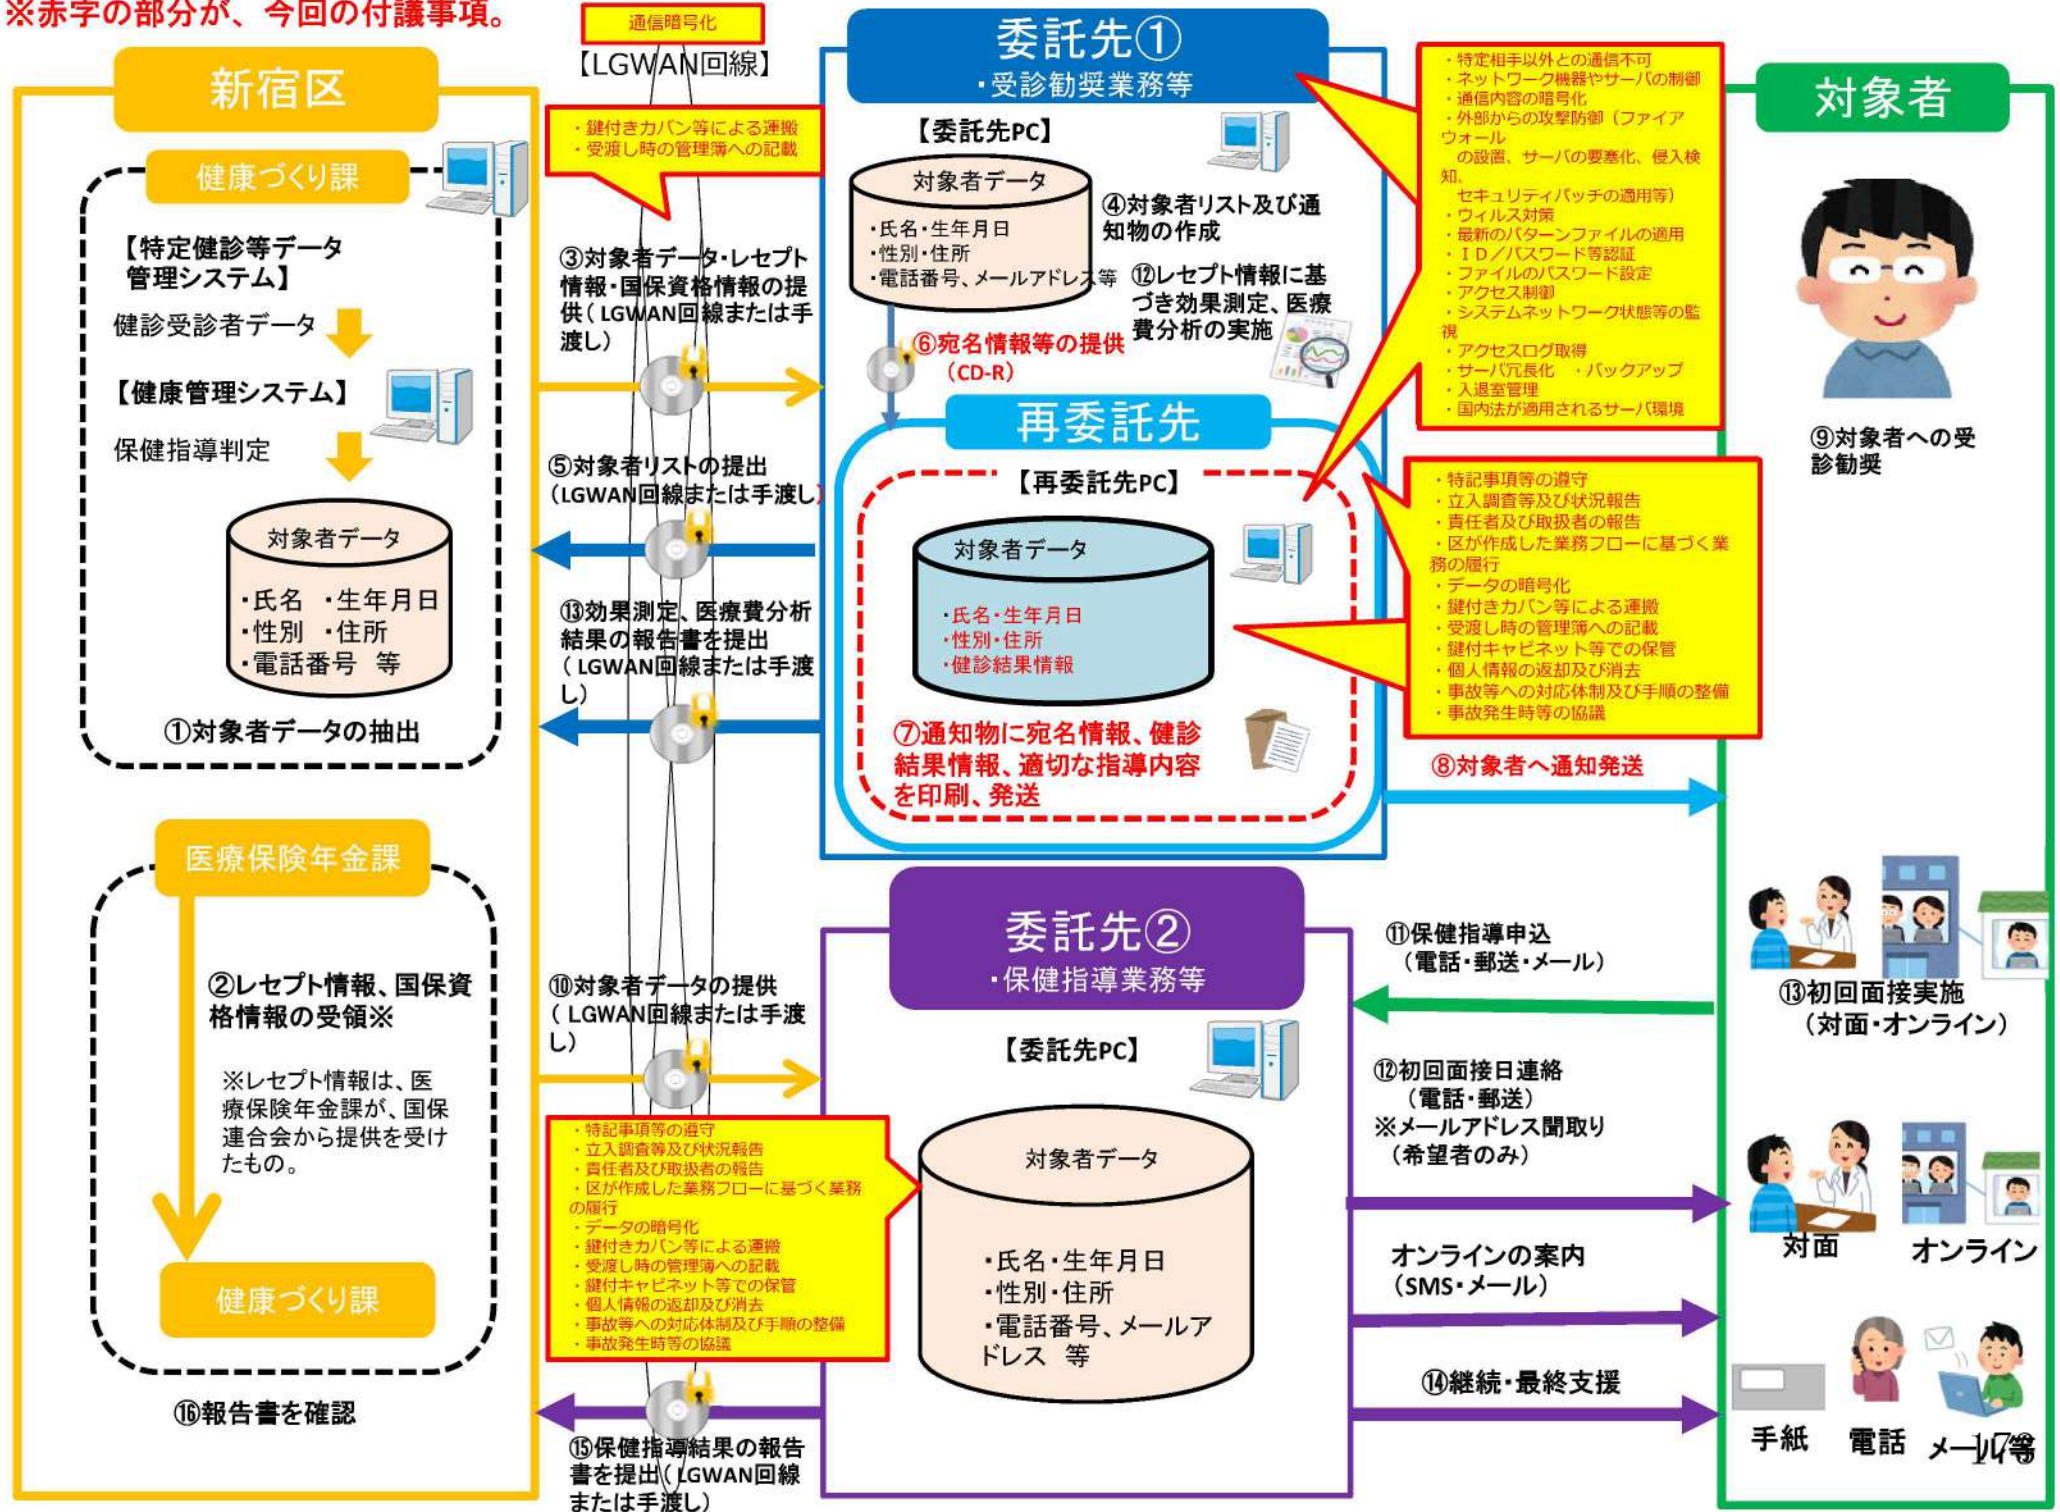 ※赤字の部分が、今回の付議事項。
新宿区
健康づくり課
【特定健診等データ
管理システム】
健診受診者データ
【健康管理システム】
保健指導判定
対象者データ
・氏名 ・生年月日
・性別 ・住所
・電話番号 等
①対象者データの抽出
医療保険年金課
②レセプト情報、国保資
格情報の受領※
※レセプト情報は、医
療保険年金課が、国保
連合会から提供を受け
たもの。
健康づくり課
⑯報告書を確認
通信暗号化
【LGWAN回線】
・鍵付きカバン等による運搬
・受渡し時の管理簿への記載
③対象者データ・レセプト
情報・国保資格情報の提
供(LGWAN回線または手
渡し)
⑤対象者リストの提出
(LGWAN回線または手渡し)
⑬効果測定、医療費分析
結果の報告書を提出
(LGWAN回線または手渡
し)
⑩対象者データの提供
(LGWAN回線または手渡
し)
・特記事項等の遵守
・立入調査等及び状況報告
・責任者及び取扱者の報告
・区が作成した業務フローに基づく業務
の履行
・データの暗号化
・鍵付きカバン等による運搬
・受渡し時の管理簿への記載
・鍵付キャビネット等での保管
・個人情報の返却及び消去
・事故等への対応体制及び手順の整備
・事故発生時等の協議
⑮保健指導結果の報告
書を提出(LGWAN回線
または手渡し)
委託先①
・受診勧奨業務等
【委託先PC】
対象者データ
・氏名・生年月日
・性別・住所
・電話番号、メールアドレス等
④対象者リスト及び通
知物の作成
⑫レセプト情報に基
づき効果測定、医療
費分析の実施
⑥宛名情報等の提供
(CD-R)
再委託先
【再委託先PC】
対象者データ
・氏名・生年月日
・性別・住所
・健診結果情報
⑦通知物に宛名情報、健診
結果情報、適切な指導内容
を印刷、発送
委託先②
・保健指導業務等
【委託先PC】
対象者データ
・氏名・生年月日
・性別・住所
・電話番号、メールア
ドレス 等
・特定相手以外との通信不可
・ネットワーク機器やサーバの制御
・通信内容の暗号化
・外部からの攻撃防御（ファイア
ウォール
の設置、サーバの要塞化、侵入検
知、
セキュリティパッチの適用等）
・ウィルス対策
・最新のパターンファイルの適用
・ＩＤ／パスワード等認証
・ファイルのパスワード設定
・アクセス制御
・システムネットワーク状態等の監
視
・アクセスログ取得
・サーバ冗長化 ・バックアップ
・入退室管理
・国内法が適用されるサーバ環境
・特記事項等の遵守
・立入調査等及び状況報告
・責任者及び取扱者の報告
・区が作成した業務フローに基づく業
務の履行
・データの暗号化
・鍵付きカバン等による運搬
・受渡し時の管理簿への記載
・鍵付キャビネット等での保管
・個人情報の返却及び消去
・事故等への対応体制及び手順の整備
・事故発生時等の協議
⑧対象者へ通知発送
⑪保健指導申込
(電話・郵送・メール)
⑫初回面接日連絡
(電話・郵送)
※メールアドレス聞取り
(希望者のみ)
オンラインの案内
(SMS・メール)
⑭継続・最終支援
対象者
⑨対象者への受
診勧奨
⑬初回面接実施
(対面・オンライン)
対面
オンライン
手紙
電話
メール等
173